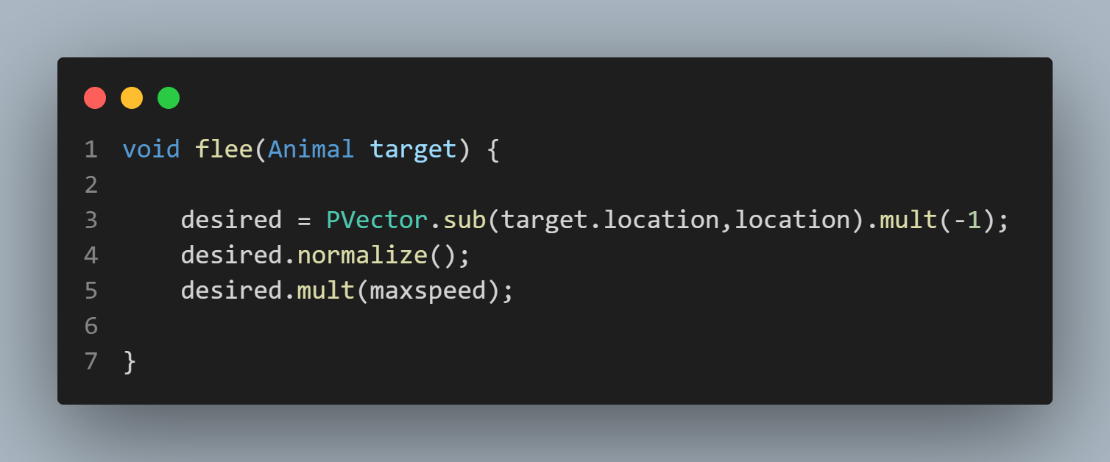 1 void flee(Animal target) {
2
3     desired = PVector.sub(target.location,location).mult(-1);
4     desired.normalize();
5     desired.mult(maxspeed);
6
7 }